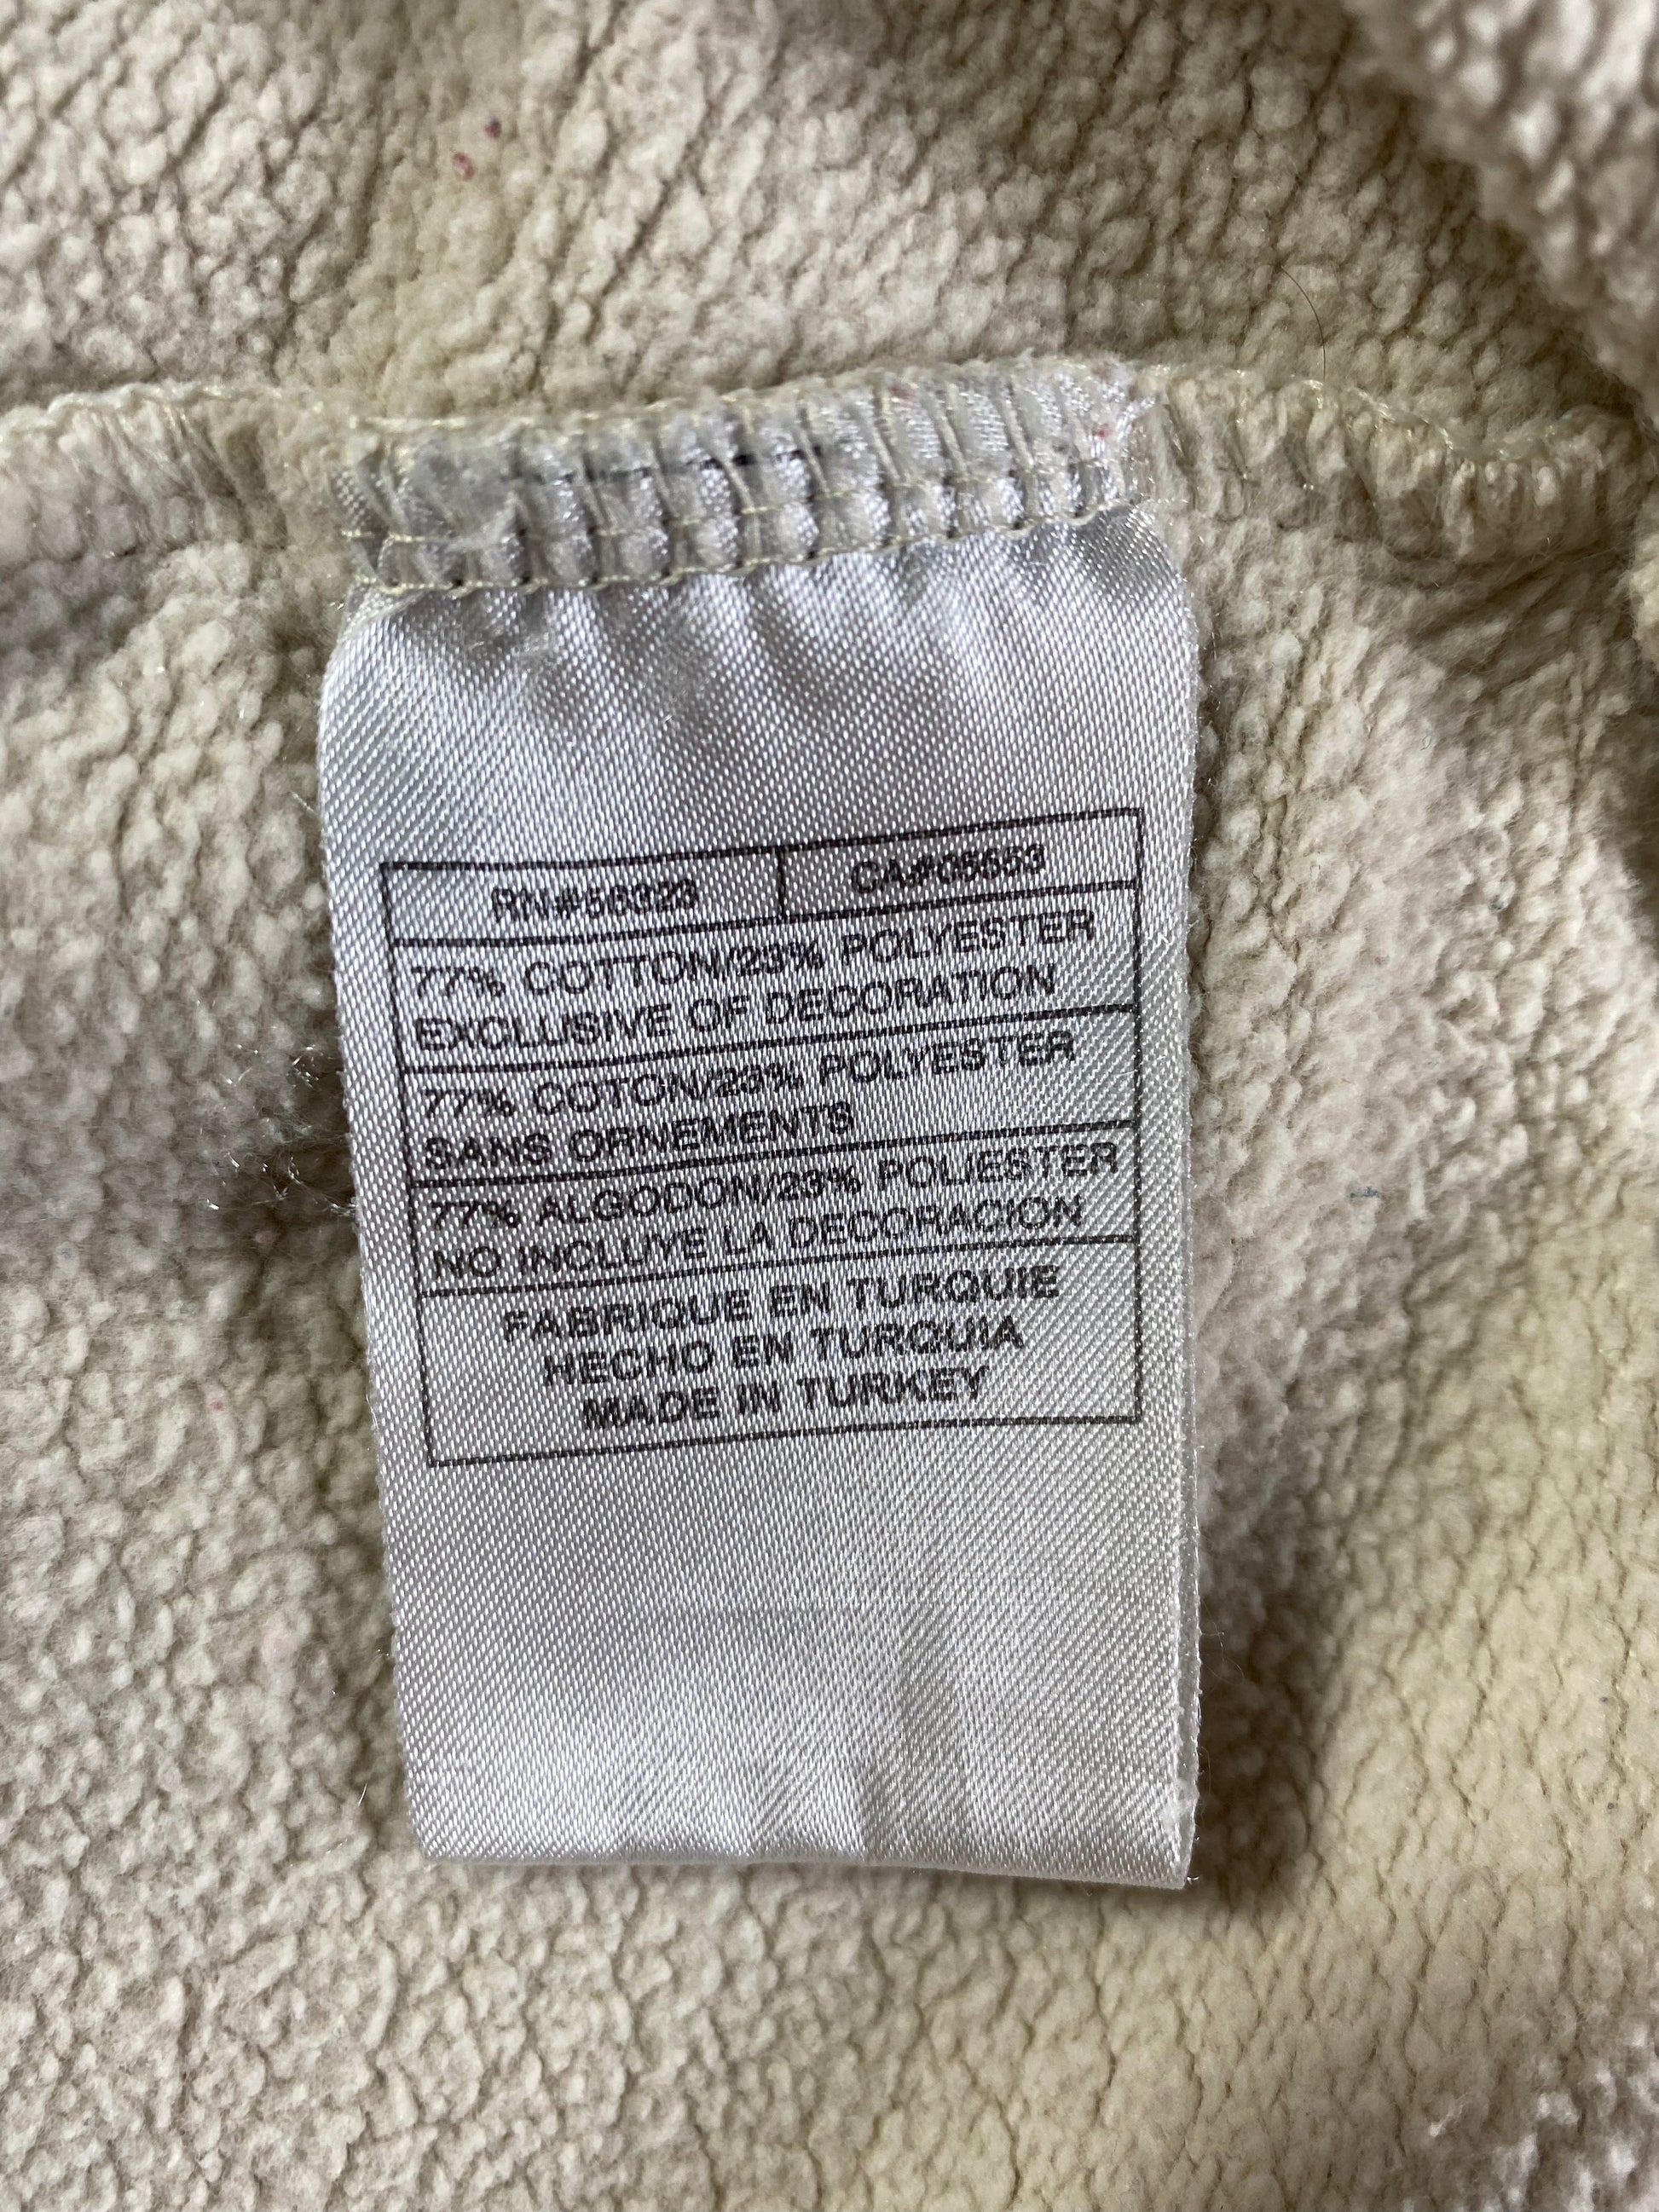 RN#56323 CA#05553
77% COTTON/23% POLYESTER
EXCLUSIVE OF DECORATION
77% COTON/23% POLYESTER
SANS ORNEMENTS
77% ALGODON/23% POLIESTER
NO INCLUYE LA DECORACION
FABRIQUE EN TURQUIE
HECHO EN TURQUIA
MADE IN TURKEY